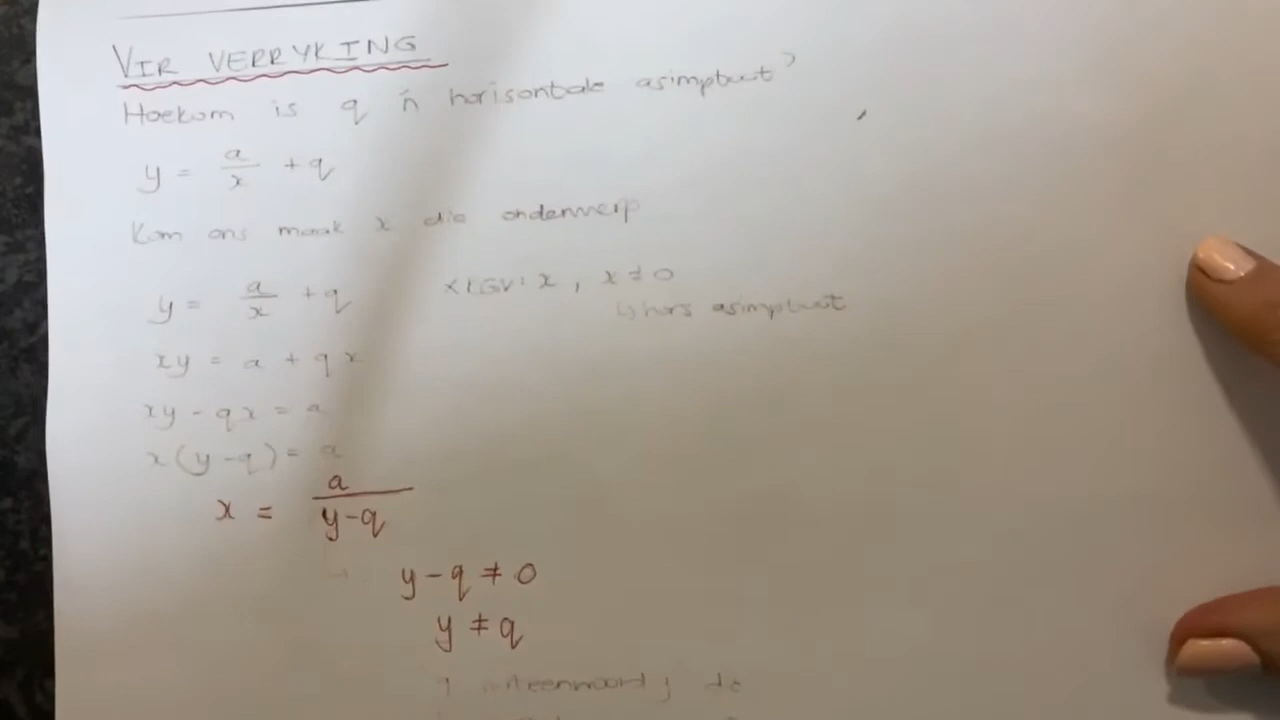 VIR VERRYKING
Hoekom is q 'n horisontale asimptoot?
y = a/x + q
Kom ons maak x die onderwerp
y = a/x + q ×KGV: x, x ≠ 0
asimptoot
xy = a + qx
xy - qx = a
x(y - q) = a
x = a/(y-q)
y - q ≠ 0
y ≠ q